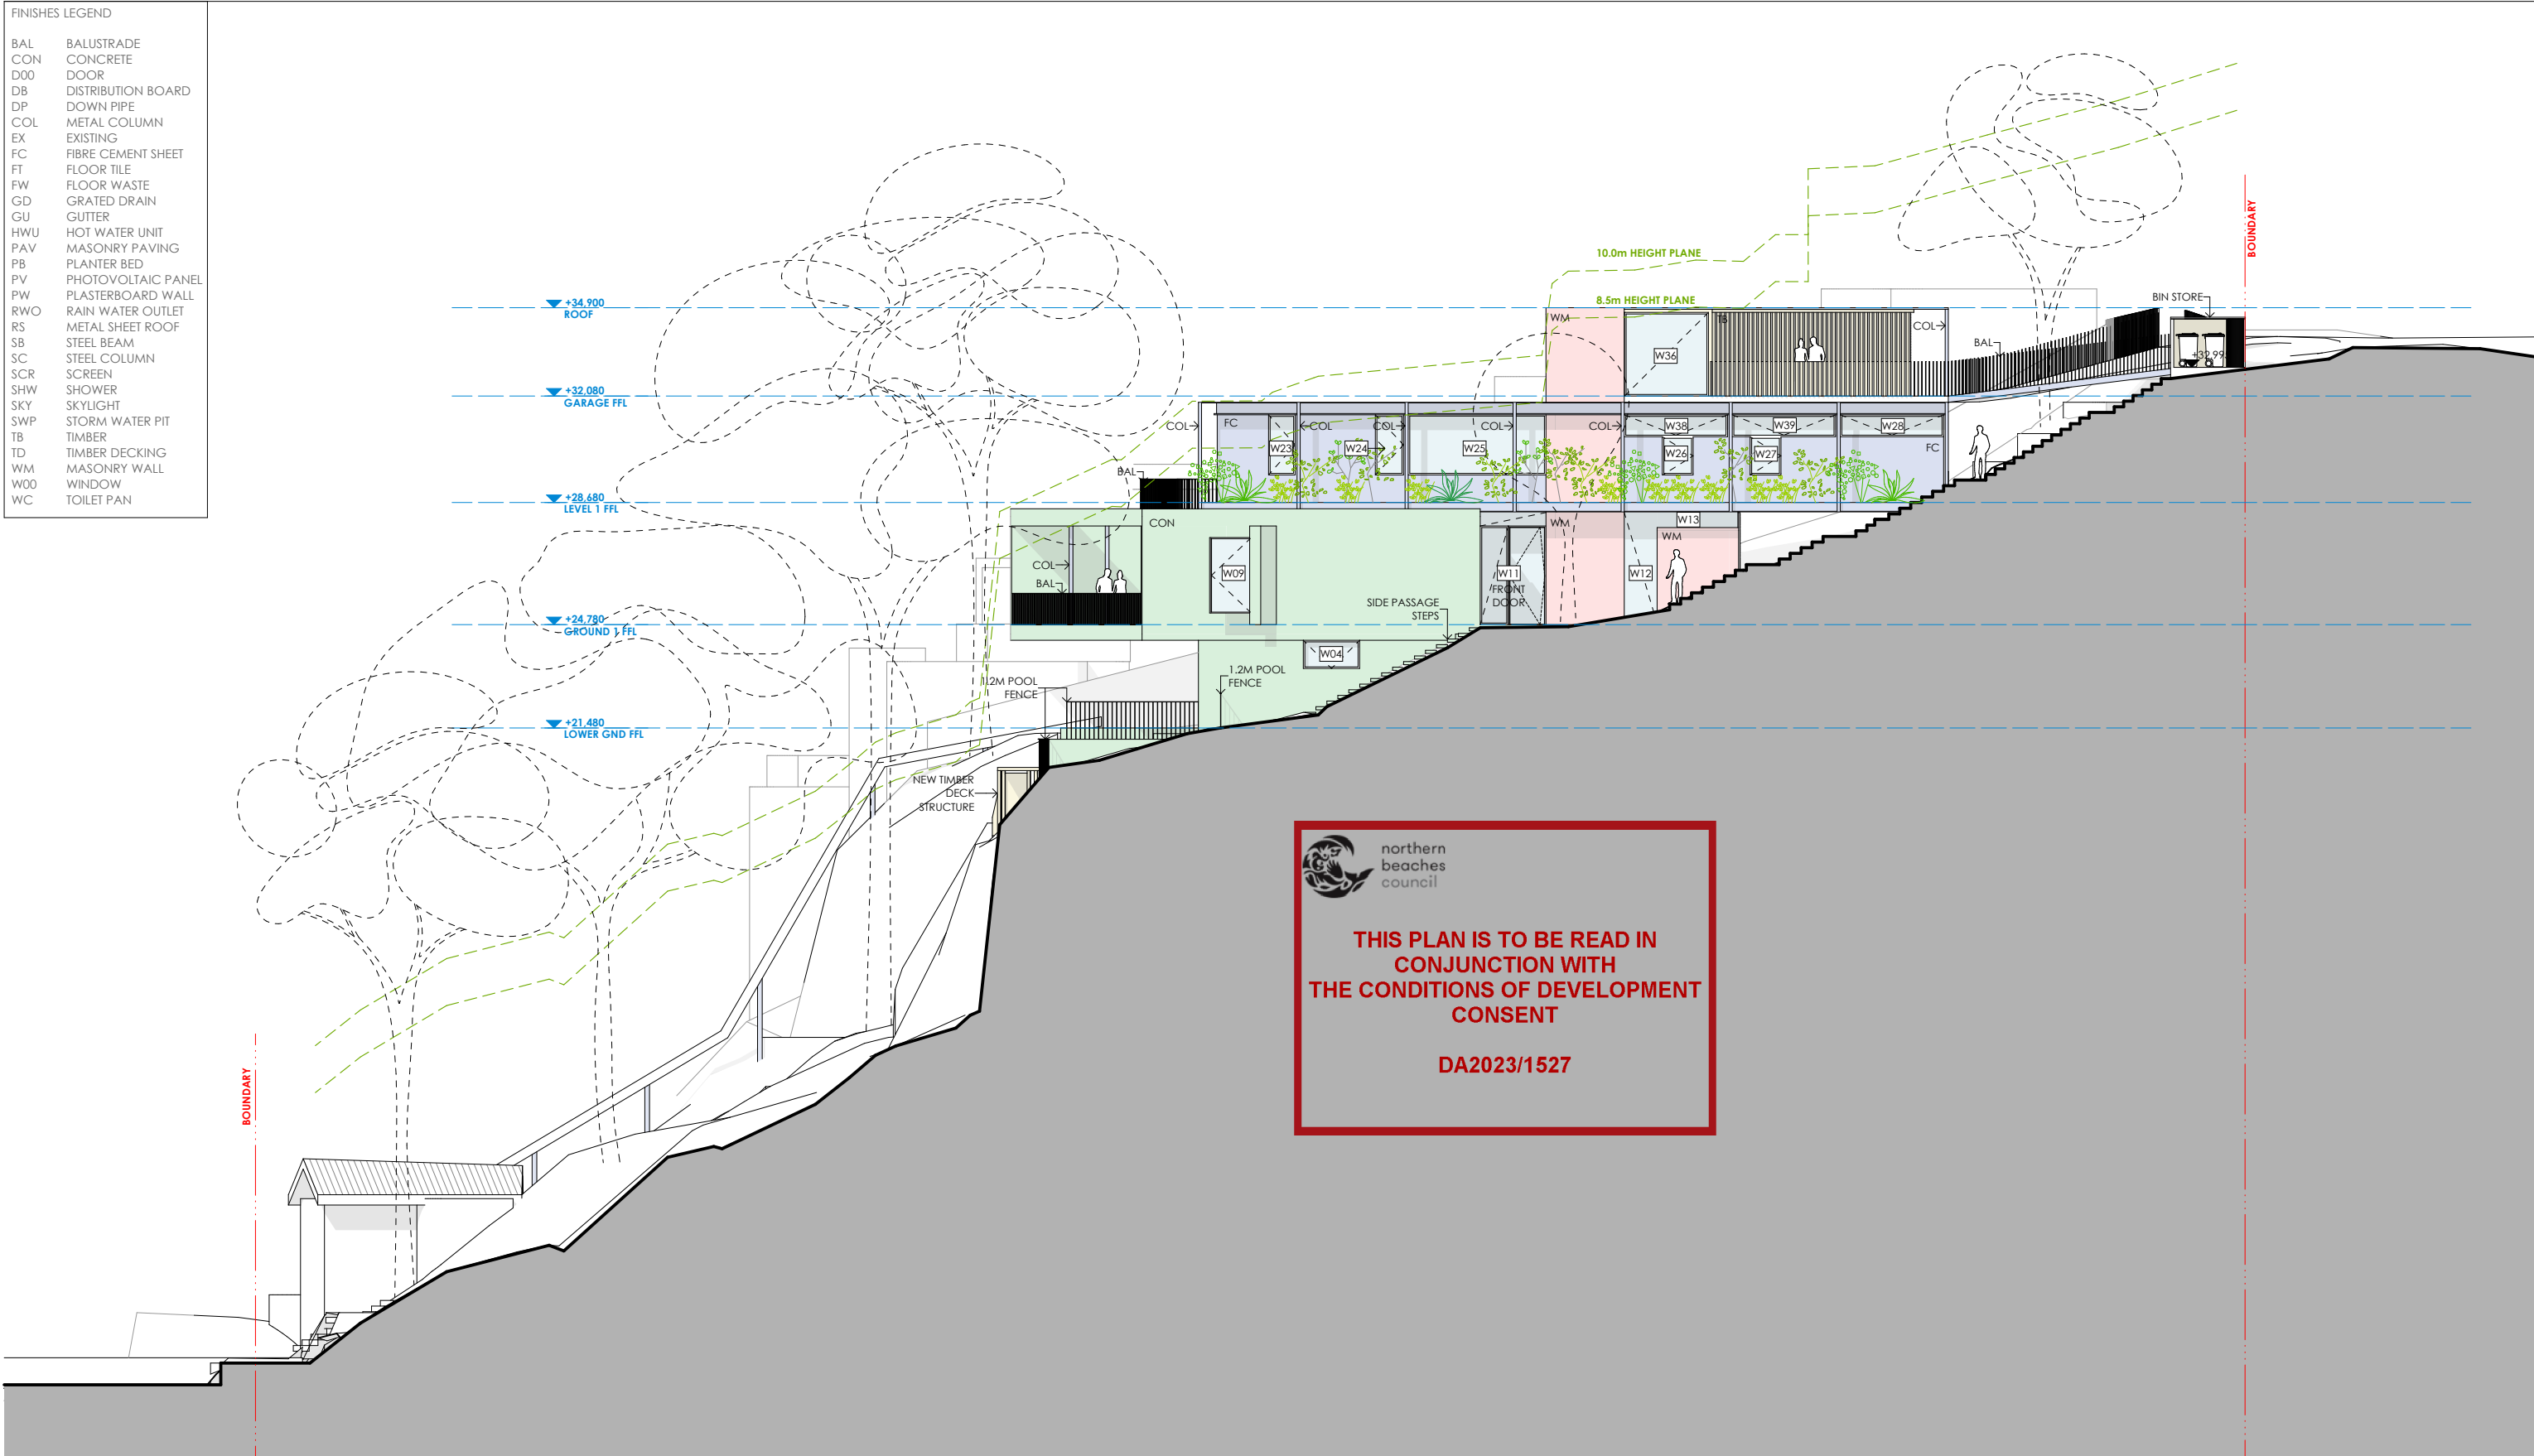 FINISHES LEGEND
BAL BALUSTRADE
CON CONCRETE
D00 DOOR
DB DISTRIBUTION BOARD
DP DOWN PIPE
COL METAL COLUMN
EX EXISTING
FC FIBRE CEMENT SHEET
FT FLOOR TILE
FW FLOOR WASTE
GD GRATED DRAIN
GU GUTTER
HWU HOT WATER UNIT
PAV MASONRY PAVING
PB PLANTER BED
PV PHOTOVOLTAIC PANEL
PW PLASTERBOARD WALL
RWO RAIN WATER OUTLET
RS METAL SHEET ROOF
SB STEEL BEAM
SC STEEL COLUMN
SCR SCREEN
SHW SHOWER
SKY SKYLIGHT
SWP STORM WATER PIT
TB TIMBER
TD TIMBER DECKING
WM MASONRY WALL
W00 WINDOW
WC TOILET PAN
BOUNDARY
10.0m HEIGHT PLANE
8.5m HEIGHT PLANE
+34,900
ROOF
BIN STORE
WM
TB
COL
W36
BAL
+32,080
GARAGE FFL
COL
FC
COL
COL
COL
COL
W38
W39
W28
W23
W24
W25
W26
W27
FC
BAL
+28,680
LEVEL 1 FFL
CON
WM
W13
WM
COL
BAL
W09
W11
FRONT
DOOR
W12
SIDE PASSAGE
STEPS
+24,780
GROUND 1 FFL
W04
1.2M POOL
FENCE
1.2M POOL
FENCE
+21,480
LOWER GND FFL
NEW TIMBER
DECK
STRUCTURE
northern
beaches
council
THIS PLAN IS TO BE READ IN
CONJUNCTION WITH
THE CONDITIONS OF DEVELOPMENT
CONSENT
DA2023/1527
BOUNDARY